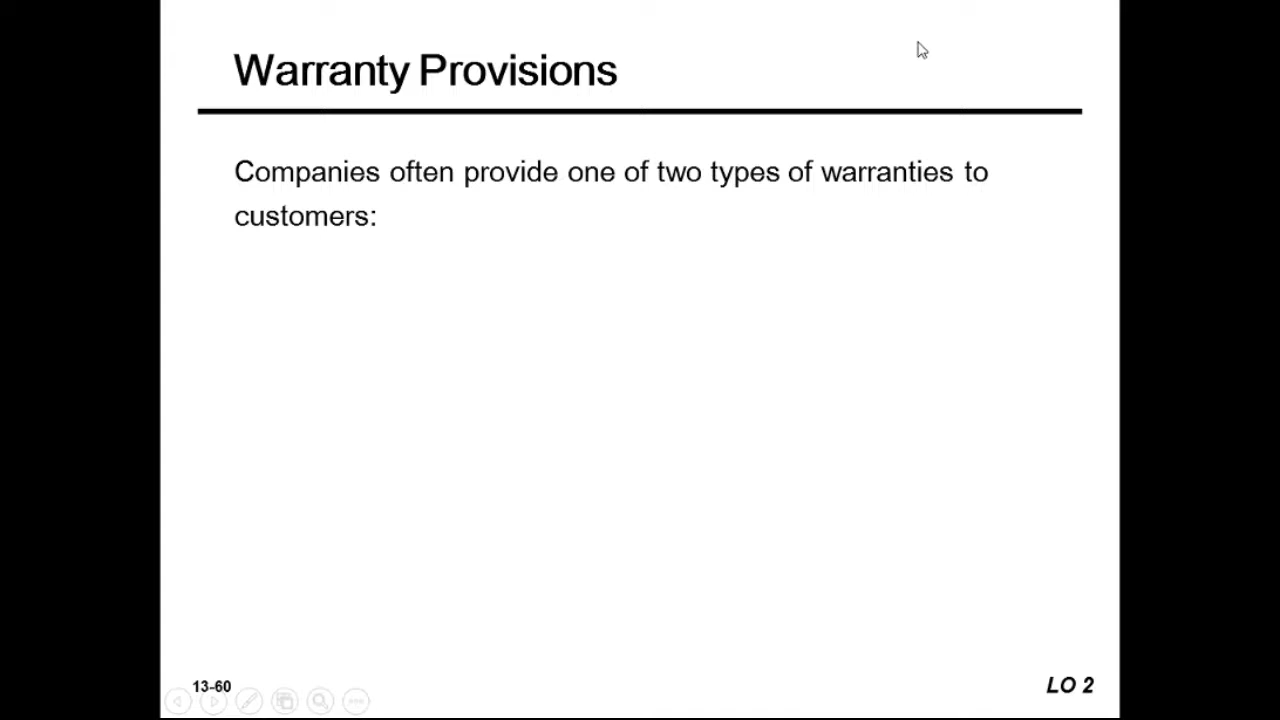 Warranty Provisions
Companies often provide one of two types of warranties to
customers:
13-60
LO 2